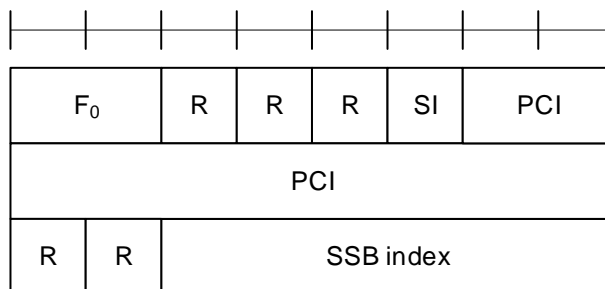 F₀ R R R SI PCI
PCI
R R SSB index